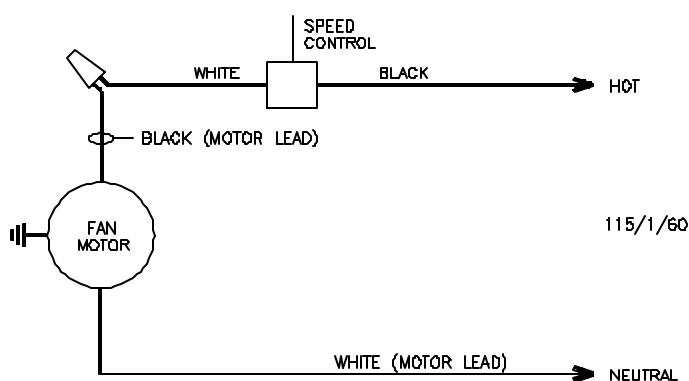 SPEED
CONTROL
WHITE
BLACK
HOT
BLACK (MOTOR LEAD)
FAN
MOTOR
115/1/60
WHITE (MOTOR LEAD)
NEUTRAL